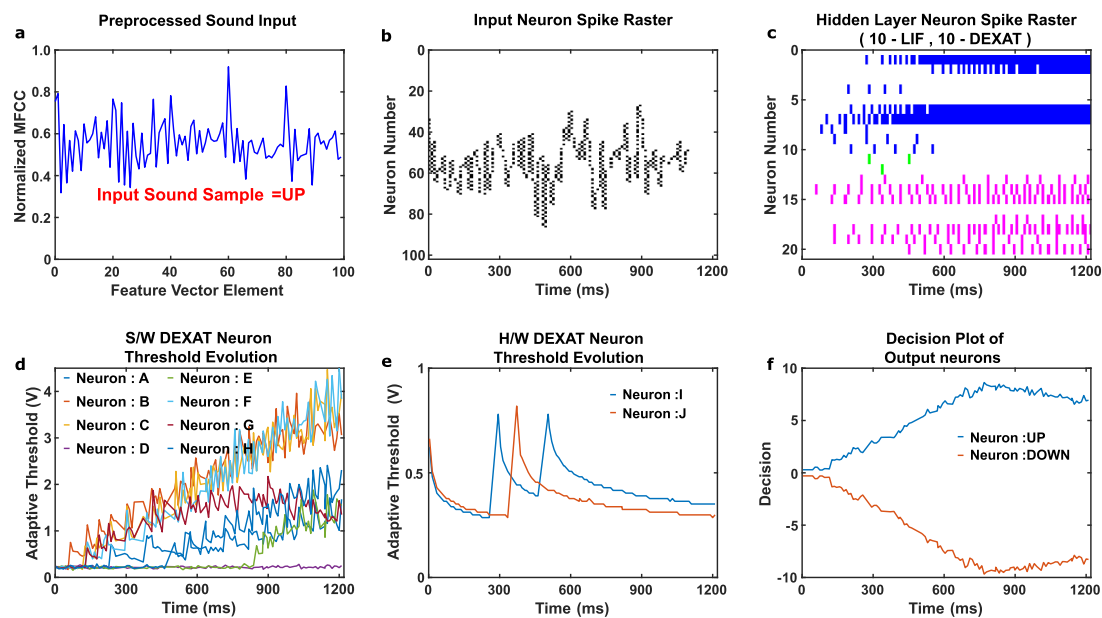 a
Preprocessed Sound Input
Normalized MFCC
1.0
0.8
0.6
0.4
0.2
0
Input Sound Sample =UP
0 20 40 60 80 100
Feature Vector Element
b
Input Neuron Spike Raster
Neuron Number
0
20
40
60
80
100
0 300 600 900 1200
Time (ms)
c
Hidden Layer Neuron Spike Raster
( 10 - LIF , 10 - DEXAT )
Neuron Number
0
5
10
15
20
0 300 600 900 1200
Time (ms)
d
S/W DEXAT Neuron
Threshold Evolution
Adaptive Threshold (V)
4
3
2
1
0
Neuron : A
Neuron : B
Neuron : C
Neuron : D
Neuron : E
Neuron : F
Neuron : G
Neuron : H
0 300 600 900 1200
Time (ms)
e
H/W DEXAT Neuron
Threshold Evolution
Adaptive Threshold (V)
1
0.5
0
Neuron :I
Neuron :J
0 300 600 900 1200
Time (ms)
f
Decision Plot of
Output neurons
Decision
10
5
0
-5
-10
Neuron :UP
Neuron :DOWN
0 300 600 900 1200
Time (ms)